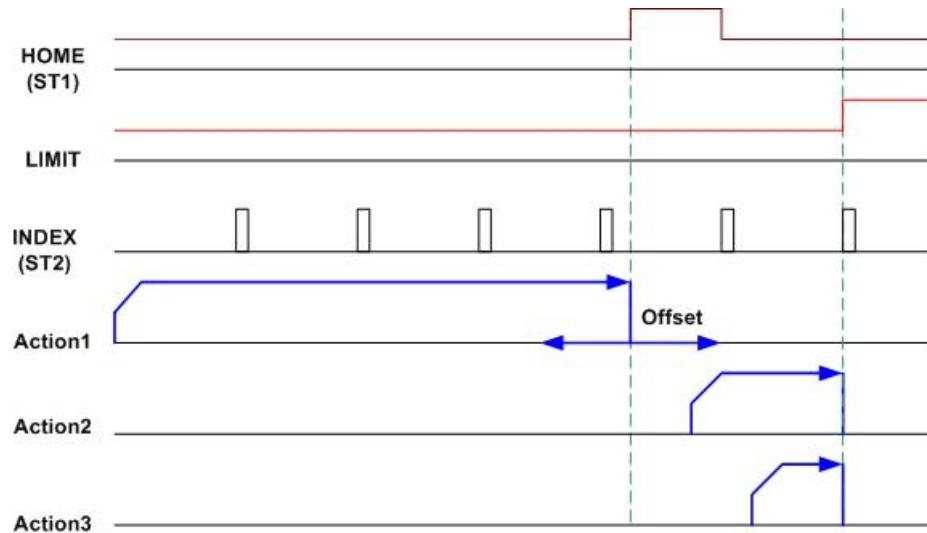 HOME
(ST1)
LIMIT
INDEX
(ST2)
Offset
Action1
Action2
Action3